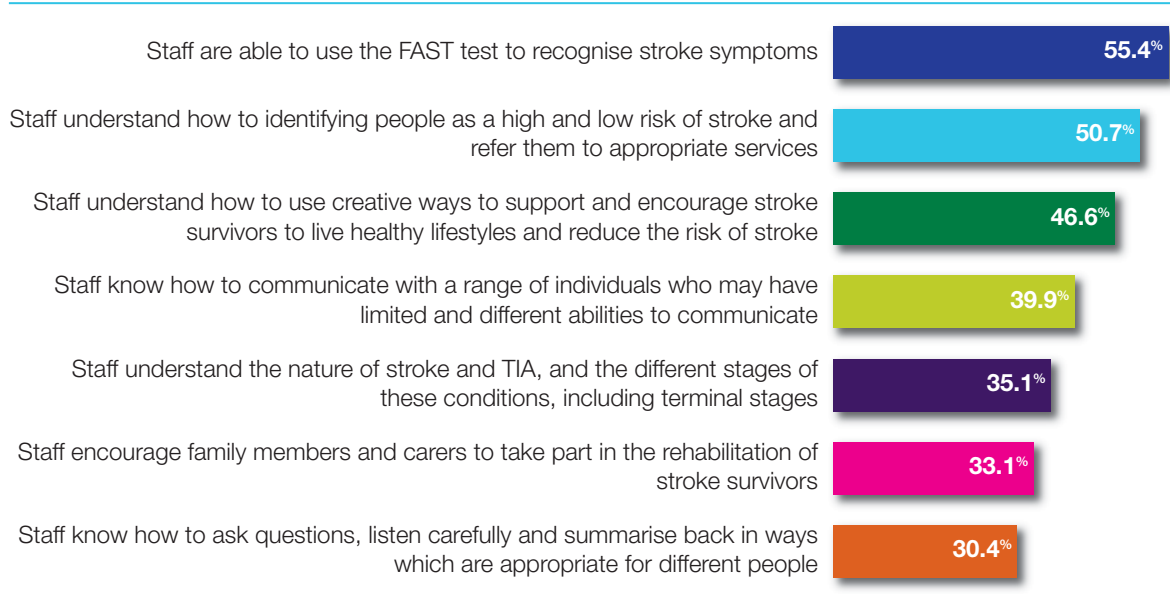 Staff are able to use the FAST test to recognise stroke symptoms
55.4%
Staff understand how to identifying people as a high and low risk of stroke and
refer them to appropriate services
50.7%
Staff understand how to use creative ways to support and encourage stroke
survivors to live healthy lifestyles and reduce the risk of stroke
46.6%
Staff know how to communicate with a range of individuals who may have
limited and different abilities to communicate
39.9%
Staff understand the nature of stroke and TIA, and the different stages of
these conditions, including terminal stages
35.1%
Staff encourage family members and carers to take part in the rehabilitation of
stroke survivors
33.1%
Staff know how to ask questions, listen carefully and summarise back in ways
which are appropriate for different people
30.4%